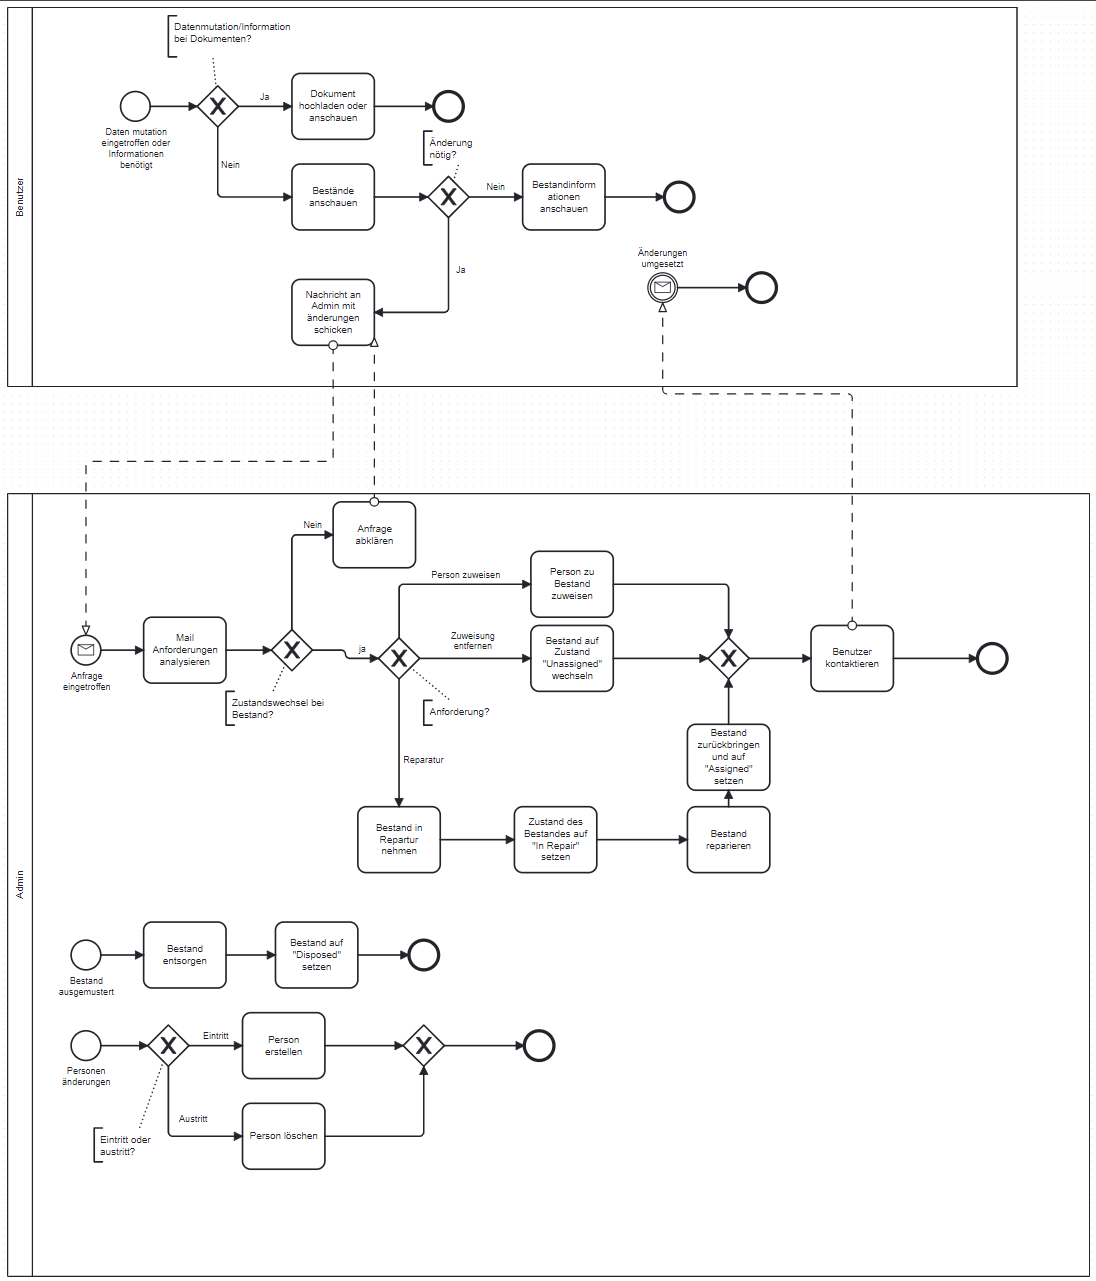 Benutzer
Datenmutation/Information
bei Dokumenten?
Daten mutation
eingetroffen oder
Informationen
benötigt
Ja
Dokument
hochladen oder
anschauen
Nein
Bestände
anschauen
Änderung
nötig?
Nein
Bestandinform
ationen
anschauen
Ja
Nachricht an
Admin mit
änderungen
schicken
Änderungen
umgesetzt
Admin
Anfrage
eingetroffen
Mail
Anforderungen
analysieren
Zustandswechsel bei
Bestand?
Nein
Anfrage
abklären
ja
Anforderung?
Person zuweisen
Person zu
Bestand
zuweisen
Zuweisung
entfernen
Bestand auf
Zustand
"Unassigned"
wechseln
Reparatur
Bestand in
Repartur
nehmen
Zustand des
Bestandes auf
"In Repair"
setzen
Bestand
reparieren
Bestand
zurückbringen
und auf
"Assigned"
setzen
Benutzer
kontaktieren
Bestand
ausgemustert
Bestand
entsorgen
Bestand auf
"Disposed"
setzen
Personen
änderungen
Eintritt oder
austritt?
Eintritt
Person
erstellen
Austritt
Person löschen